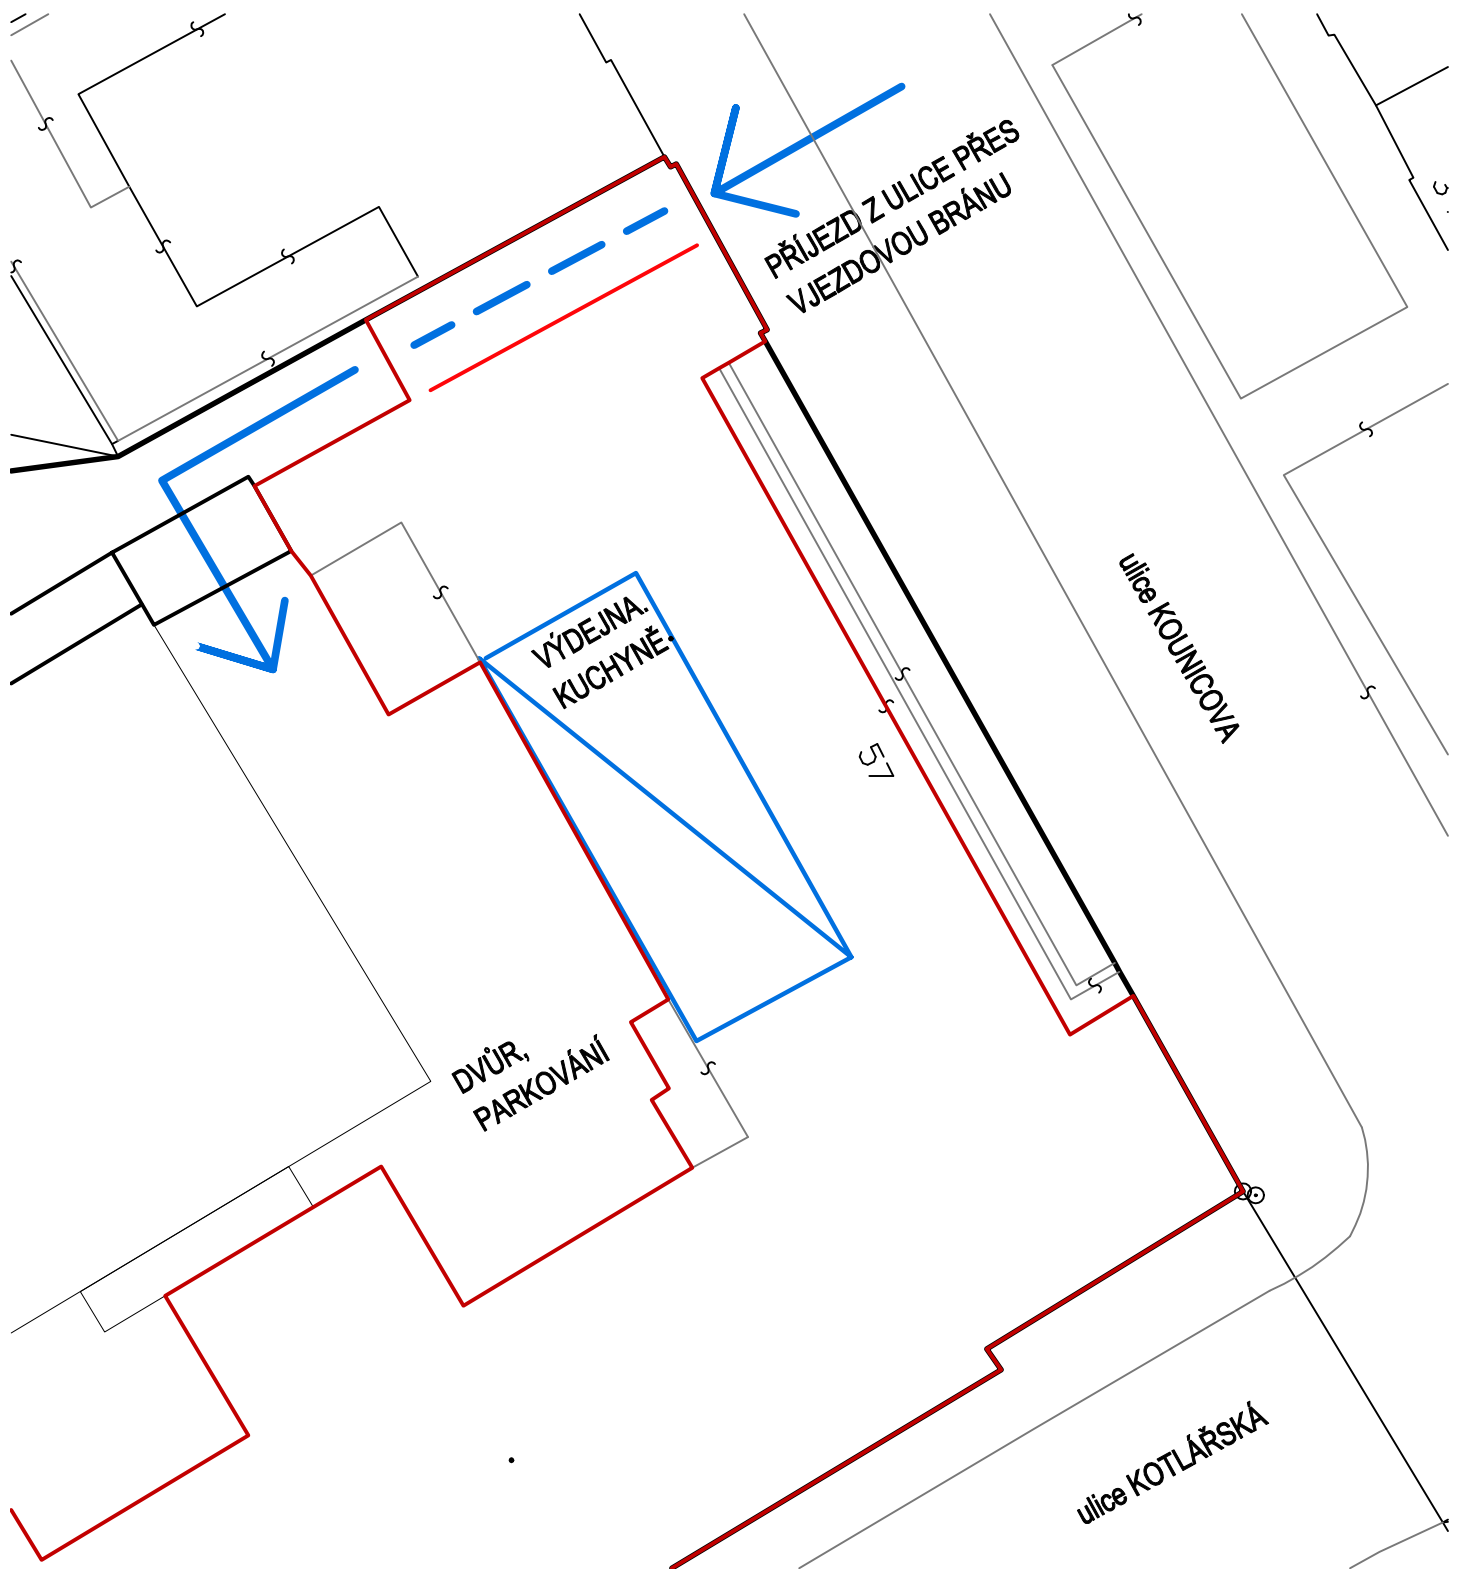 PŘÍJEZD Z ULICE PŘES
VJEZDOVOU BRÁNU
VÝDEJNA.
KUCHYNĚ.
57
ulice KOUNICOVA
DVŮR,
PARKOVÁNÍ
ulice KOTLÁŘSKÁ